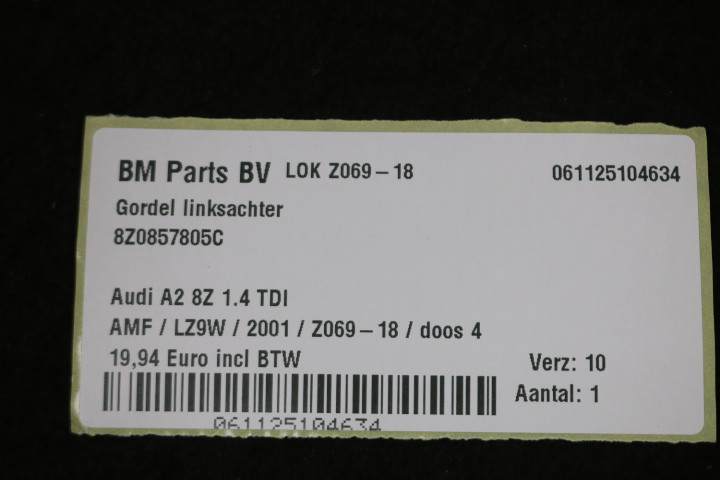 BM Parts BV LOK Z069-18 061125104634
Gordel linksachter
8Z0857805C
Audi A2 8Z 1.4 TDI
AMF / LZ9W / 2001 / Z069-18 / doos 4
19,94 Euro incl BTW Verz: 10
Aantal: 1
061125104634